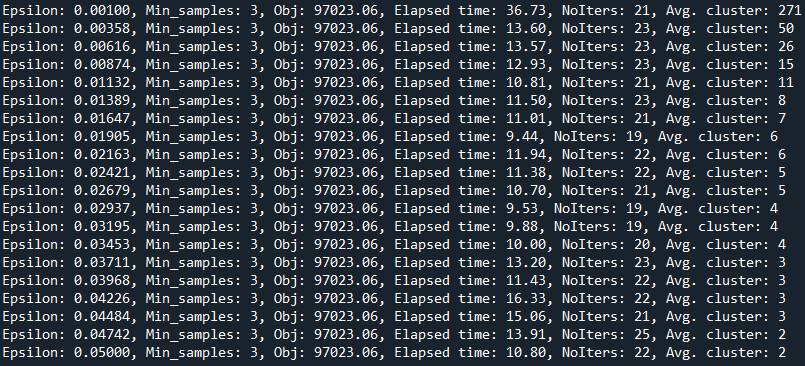 Epsilon: 0.00100, Min_samples: 3, Obj: 97023.06, Elapsed time: 36.73, NoIters: 21, Avg. cluster: 271
Epsilon: 0.00358, Min_samples: 3, Obj: 97023.06, Elapsed time: 13.60, NoIters: 23, Avg. cluster: 50
Epsilon: 0.00616, Min_samples: 3, Obj: 97023.06, Elapsed time: 13.57, NoIters: 23, Avg. cluster: 26
Epsilon: 0.00874, Min_samples: 3, Obj: 97023.06, Elapsed time: 12.93, NoIters: 23, Avg. cluster: 15
Epsilon: 0.01132, Min_samples: 3, Obj: 97023.06, Elapsed time: 10.81, NoIters: 21, Avg. cluster: 11
Epsilon: 0.01389, Min_samples: 3, Obj: 97023.06, Elapsed time: 11.50, NoIters: 23, Avg. cluster: 8
Epsilon: 0.01647, Min_samples: 3, Obj: 97023.06, Elapsed time: 11.01, NoIters: 21, Avg. cluster: 7
Epsilon: 0.01905, Min_samples: 3, Obj: 97023.06, Elapsed time: 9.44, NoIters: 19, Avg. cluster: 6
Epsilon: 0.02163, Min_samples: 3, Obj: 97023.06, Elapsed time: 11.94, NoIters: 22, Avg. cluster: 6
Epsilon: 0.02421, Min_samples: 3, Obj: 97023.06, Elapsed time: 11.38, NoIters: 22, Avg. cluster: 5
Epsilon: 0.02679, Min_samples: 3, Obj: 97023.06, Elapsed time: 10.70, NoIters: 21, Avg. cluster: 5
Epsilon: 0.02937, Min_samples: 3, Obj: 97023.06, Elapsed time: 9.53, NoIters: 19, Avg. cluster: 4
Epsilon: 0.03195, Min_samples: 3, Obj: 97023.06, Elapsed time: 9.88, NoIters: 19, Avg. cluster: 4
Epsilon: 0.03453, Min_samples: 3, Obj: 97023.06, Elapsed time: 10.00, NoIters: 20, Avg. cluster: 4
Epsilon: 0.03711, Min_samples: 3, Obj: 97023.06, Elapsed time: 13.20, NoIters: 23, Avg. cluster: 3
Epsilon: 0.03968, Min_samples: 3, Obj: 97023.06, Elapsed time: 11.43, NoIters: 22, Avg. cluster: 3
Epsilon: 0.04226, Min_samples: 3, Obj: 97023.06, Elapsed time: 16.33, NoIters: 22, Avg. cluster: 3
Epsilon: 0.04484, Min_samples: 3, Obj: 97023.06, Elapsed time: 15.06, NoIters: 21, Avg. cluster: 3
Epsilon: 0.04742, Min_samples: 3, Obj: 97023.06, Elapsed time: 13.91, NoIters: 25, Avg. cluster: 2
Epsilon: 0.05000, Min_samples: 3, Obj: 97023.06, Elapsed time: 10.80, NoIters: 22, Avg. cluster: 2